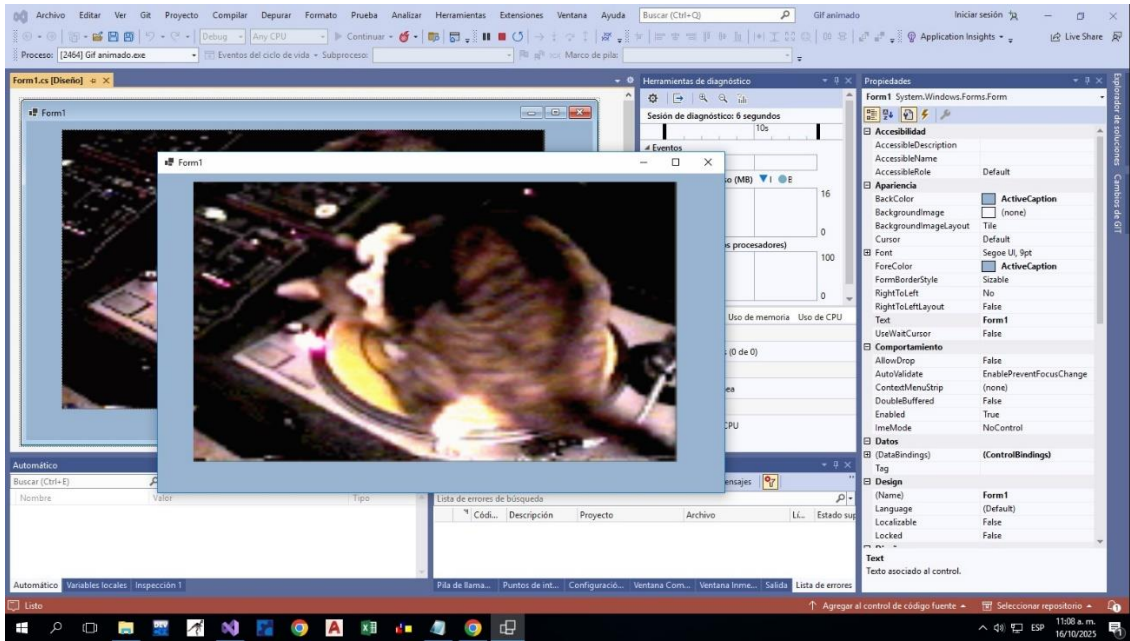 Archivo Editar Ver Git Proyecto Compilar Depurar Formato Prueba Analizar Herramientas Extensiones Ventana Ayuda Buscar (Ctrl+Q) Gif animado Iniciar sesión
Debug Any CPU Continuar Application Insights Live Share
Proceso: [2464] Gif animado.exe Eventos del ciclo de vida Subproceso: Marco de pila:
Form1.cs [Diseño]
Form1
Form1
Herramientas de diagnóstico
Sesión de diagnóstico: 6 segundos
10s
Eventos
so (MB)
16
0
s procesadores)
100
0
Uso de memoria Uso de CPU
(0 de 0)
ea
CPU
Propiedades
Form1 System.Windows.Forms.Form
Accesibilidad
AccessibleDescription
AccessibleName
AccessibleRole Default
Apariencia
BackColor ActiveCaption
BackgroundImage (none)
BackgroundImageLayout Tile
Cursor Default
Font Segoe UI, 9pt
ForeColor ActiveCaption
FormBorderStyle Sizable
RightToLeft No
RightToLeftLayout False
Text Form1
UseWaitCursor False
Comportamiento
AllowDrop False
AutoValidate EnablePreventFocusChange
ContextMenuStrip (none)
DoubleBuffered False
Enabled True
ImeMode NoControl
Datos
(DataBindings) (ControlBindings)
Tag
Design
(Name) Form1
Language (Default)
Localizable False
Locked False
Text
Texto asociado al control.
Explorador de soluciones
Cambios de GIT
Automático
Buscar (Ctrl+E)
Nombre Valor Tipo
Automático Variables locales Inspección 1
ensajes
Lista de errores de búsqueda
Códi... Descripción Proyecto Archivo Lí... Estado sup
Pila de llama... Puntos de int... Configuració... Ventana Com... Ventana Inme... Salida Lista de errores
Listo Agregar al control de código fuente Seleccionar repositorio
ESP 11:08 a. m.
16/10/2025